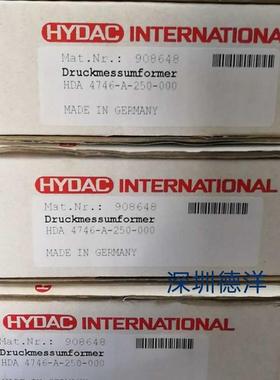 HYDAC INTERNATIONAL
Mat.Nr.: 908648
Druckmessumformer
HDA 4746-A-250-000
MADE IN GERMANY
HYDAC INTERNATIONAL
Mat.Nr.: 908648
Druckmessumformer
HDA 4746-A-250-000
MADE IN GERMANY
深圳德洋
HYDAC INTERNATIONAL
Mat.Nr.: 908648
Druckmessumformer
HDA 4746-A-250-000